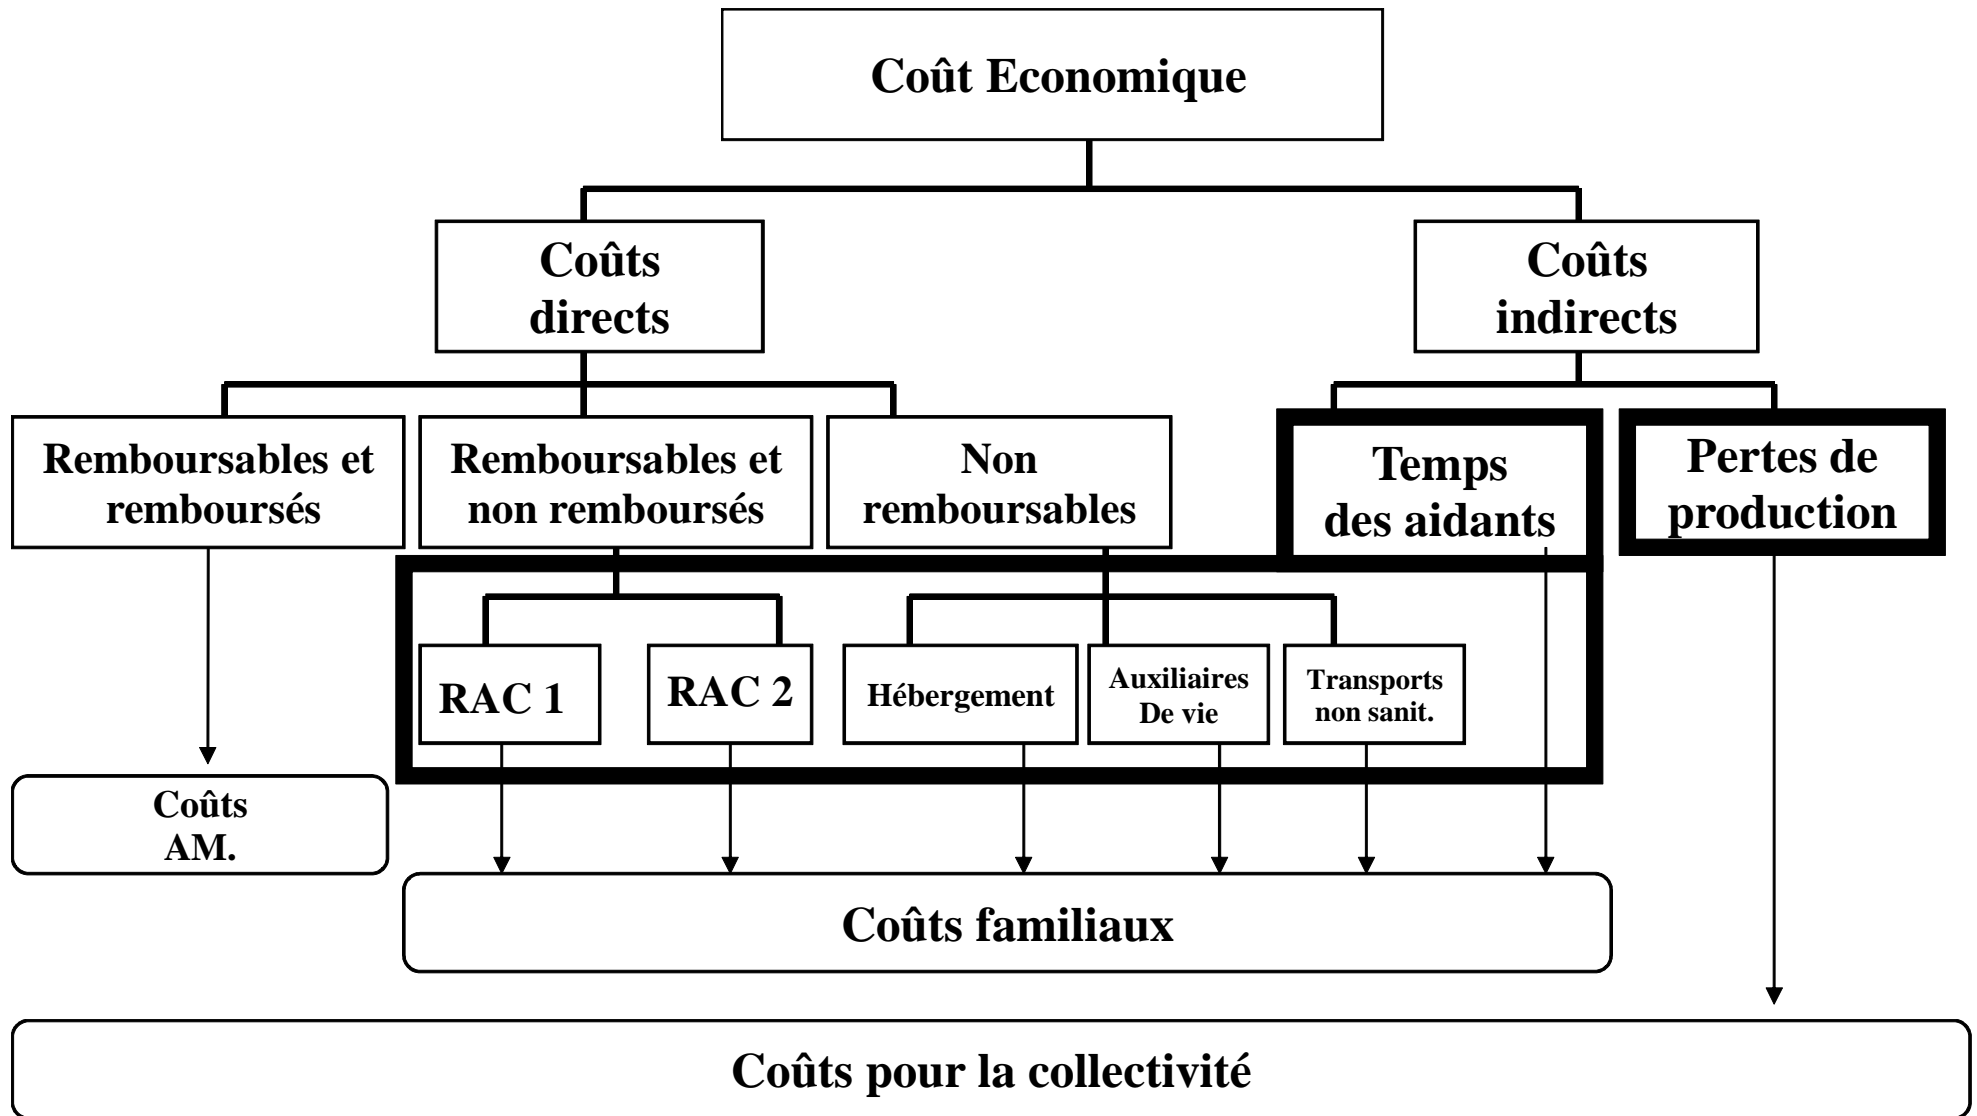 Coût Economique
Coûts
directs
Coûts
indirects
Remboursables et
remboursés
Remboursables et
non remboursés
Non
remboursables
Temps
des aidants
Pertes de
production
RAC 1
RAC 2
Hébergement
Auxiliaires
De vie
Transports
non sanit.
Coûts
AM.
Coûts familiaux
Coûts pour la collectivité